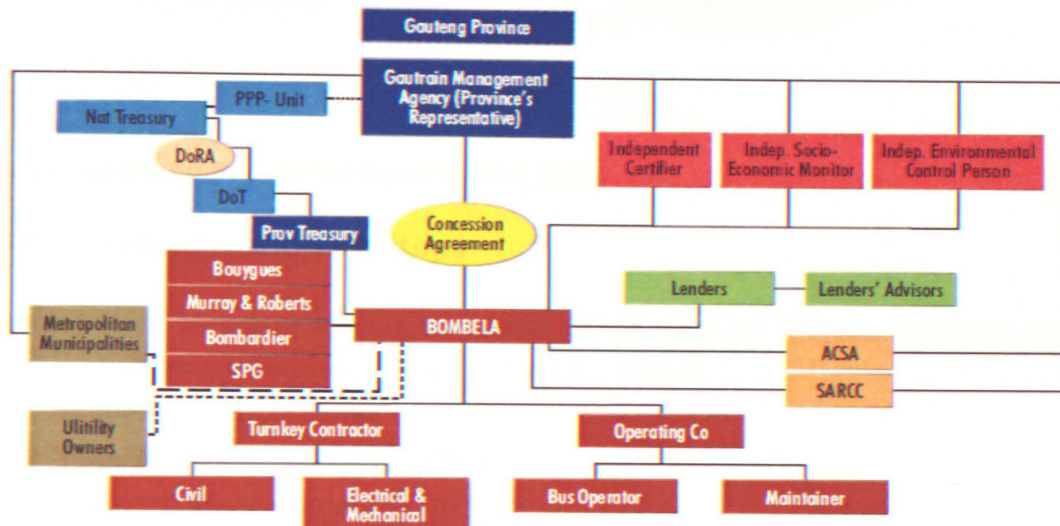 Gauteng Province
Gautrain Management
Agency (Province's
Representative)
PPP- Unit
Nat Treasury
DoRA
DoT
Prov Treasury
Independent
Certifier
Indep. Socio-
Economic Monitor
Indep. Environmental
Control Person
Concession
Agreement
Bouygues
Murray & Roberts
Bombardier
SPG
Lenders
Lenders' Advisors
BOMBELA
Metropolitan
Municipalities
ACSA
SARCC
Ulitility
Owners
Turnkey Contractor
Operating Co
Civil
Electrical &
Mechanical
Bus Operator
Maintainer